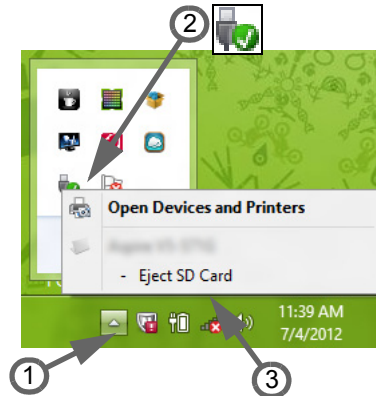 2
Open Devices and Printers
- Eject SD Card
11:39 AM
7/4/2012
1
3